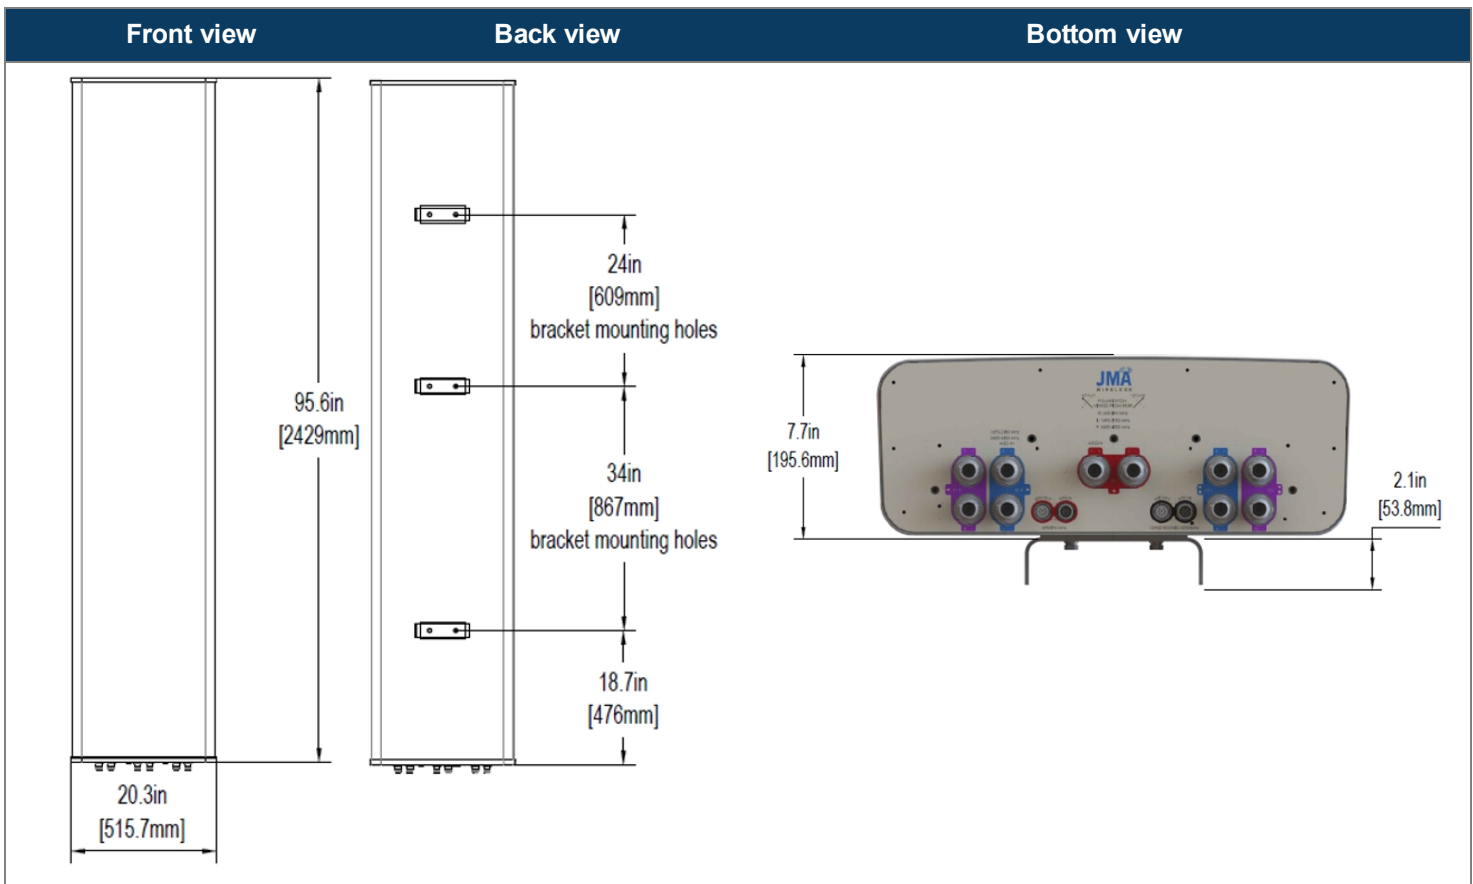 Front view
Back view
Bottom view
24in
[609mm]
bracket mounting holes
95.6in
[2429mm]
34in
[867mm]
bracket mounting holes
18.7in
[476mm]
20.3in
[515.7mm]
7.7in
[195.6mm]
JMA
WIRELESS
2.1in
[53.8mm]